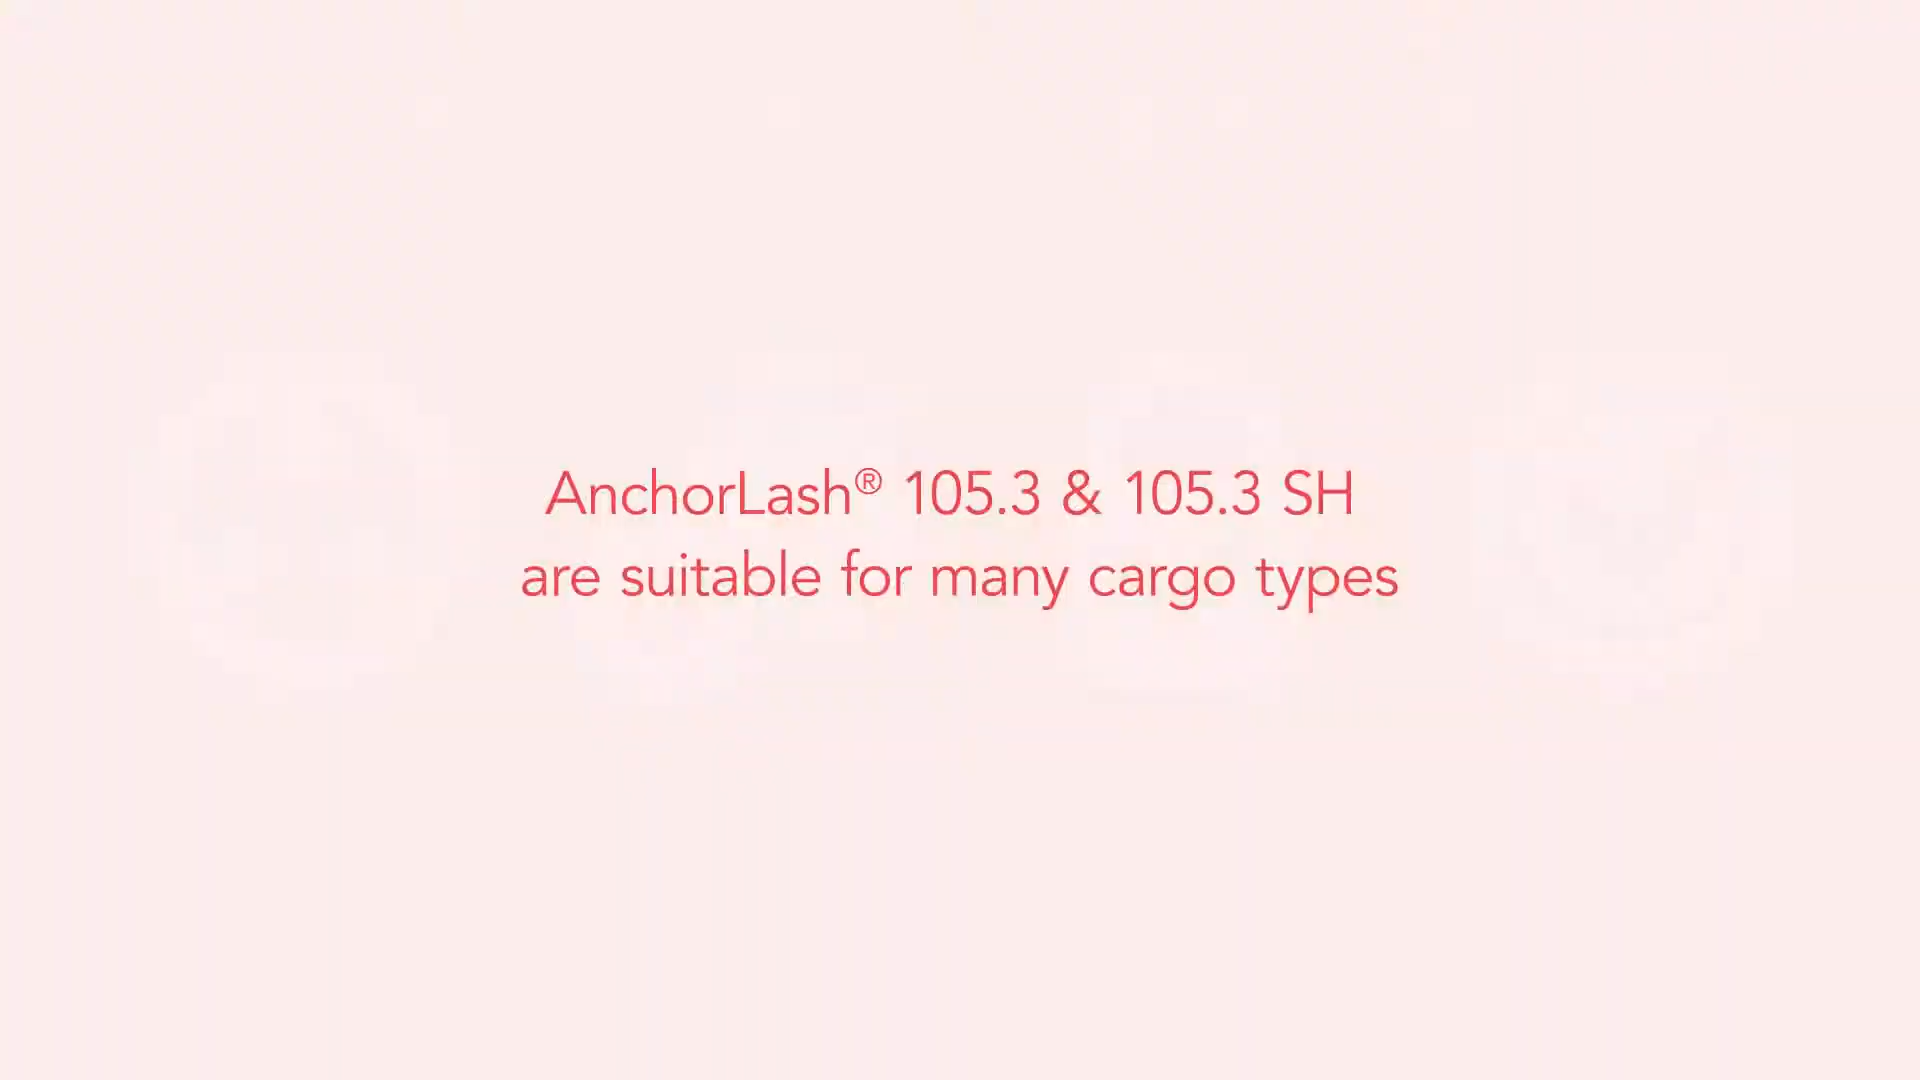 AnchorLash® 105.3 & 105.3 SH
are suitable for many cargo types